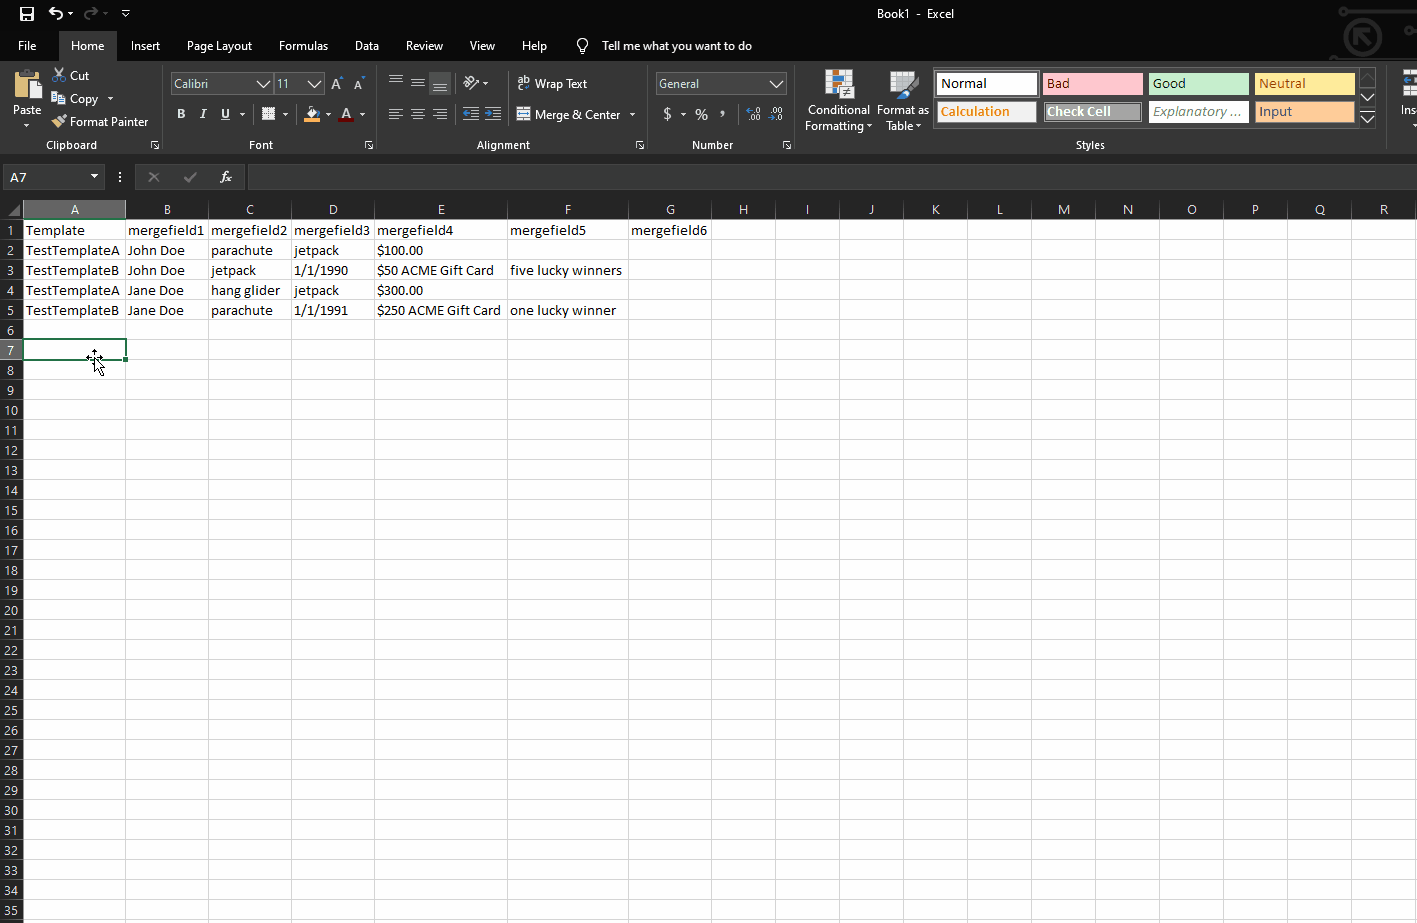 Book1 - Excel
File Home Insert Page Layout Formulas Data Review View Help Tell me what you want to do
Paste
Cut
Copy
Format Painter
Clipboard
Calibri 11 A A
B I U A
Font
ab Wrap Text
Merge & Center
Alignment
General
$ % , .00 .00
Number
Conditional Formatting
Format as Table
Normal Bad Good Neutral
Calculation Check Cell Explanatory ... Input
Styles
Ins
A7 fx
A B C D E F G H I J K L M N O P Q R
1 Template mergefield1 mergefield2 mergefield3 mergefield4 mergefield5 mergefield6
2 TestTemplateA John Doe parachute jetpack $100.00
3 TestTemplateB John Doe jetpack 1/1/1990 $50 ACME Gift Card five lucky winners
4 TestTemplateA Jane Doe hang glider jetpack $300.00
5 TestTemplateB Jane Doe parachute 1/1/1991 $250 ACME Gift Card one lucky winner
6
7
8
9
10
11
12
13
14
15
16
17
18
19
20
21
22
23
24
25
26
27
28
29
30
31
32
33
34
35